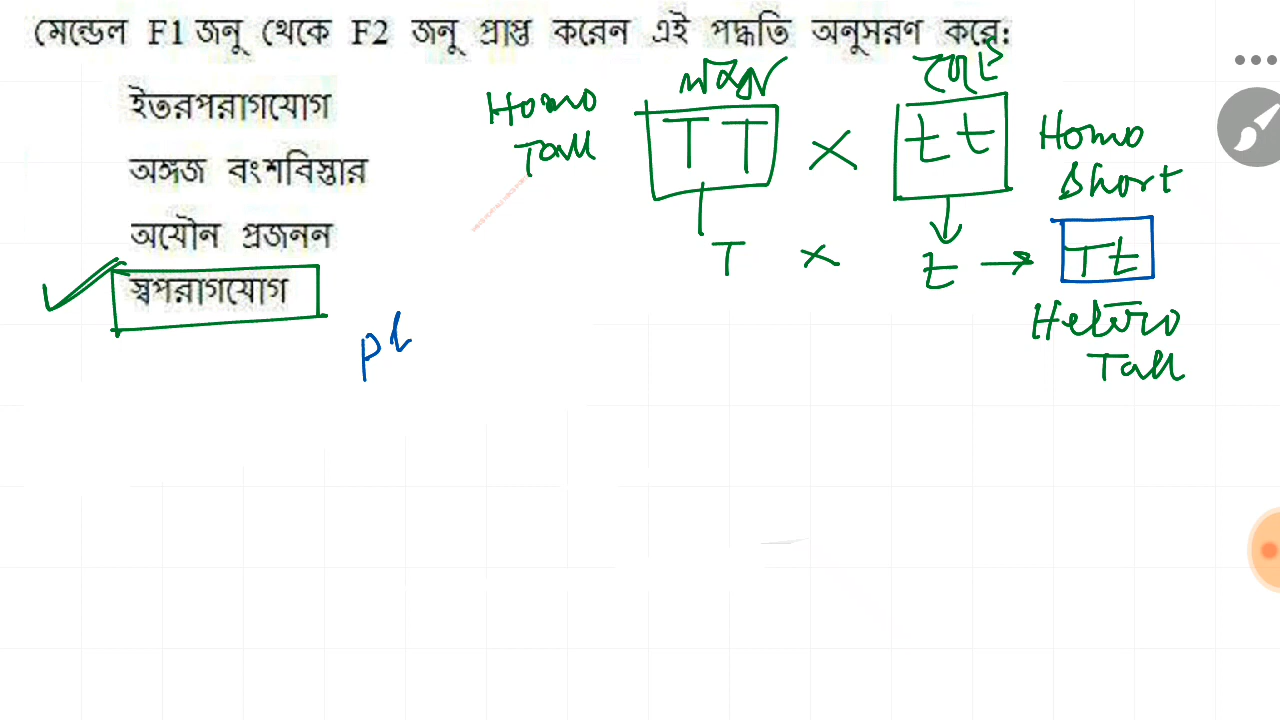 মেন্ডেল F1 জনু থেকে F2 জনু প্রাপ্ত করেন এই পদ্ধতি অনুসরণ করে:
ইতরপরাগযোগ
অঙ্গজ বংশবিস্তার
অযৌন প্রজনন
স্বপরাগযোগ
Homo Tall
TT × tt
Homo Short
T × t → Tt
Hetero Tall